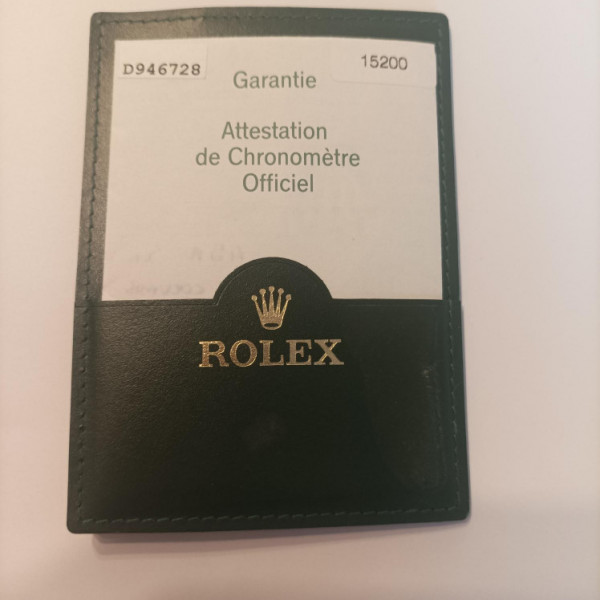 D946728
15200
Garantie
Attestation
de Chronomètre
Officiel
ROLEX